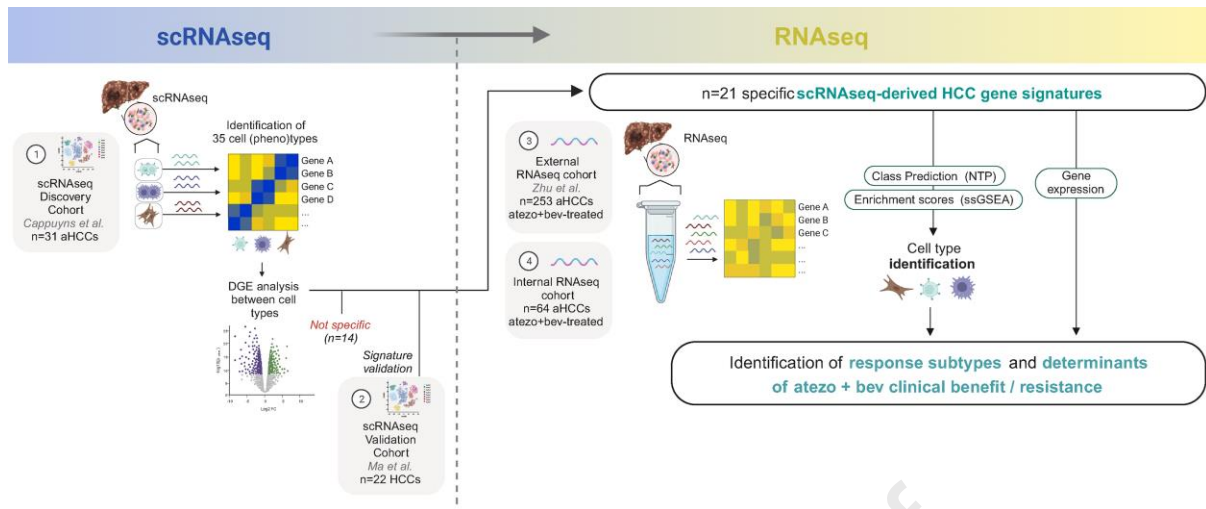 scRNAseq
RNAseq
scRNAseq
Identification of
35 cell (pheno)types
Gene A
Gene B
Gene C
Gene D
...
...
1
scRNAseq
Discovery
Cohort
Cappuyns et al.
n=31 aHCCs
DGE analysis
between cell
types
Log2 FC
Not specific
(n=14)
Signature
validation
2
scRNAseq
Validation
Cohort
Ma et al.
n=22 HCCs
n=21 specific scRNAseq-derived HCC gene signatures
3
External
RNAseq cohort
Zhu et al.
n=253 aHCCs
atezo+bev-treated
4
Internal RNAseq
cohort
n=64 aHCCs
atezo+bev-treated
RNAseq
Gene A
Gene B
Gene C
...
...
...
Class Prediction (NTP)
Enrichment scores (ssGSEA)
Gene
expression
Cell type
identification
Identification of response subtypes and determinants
of atezo + bev clinical benefit / resistance